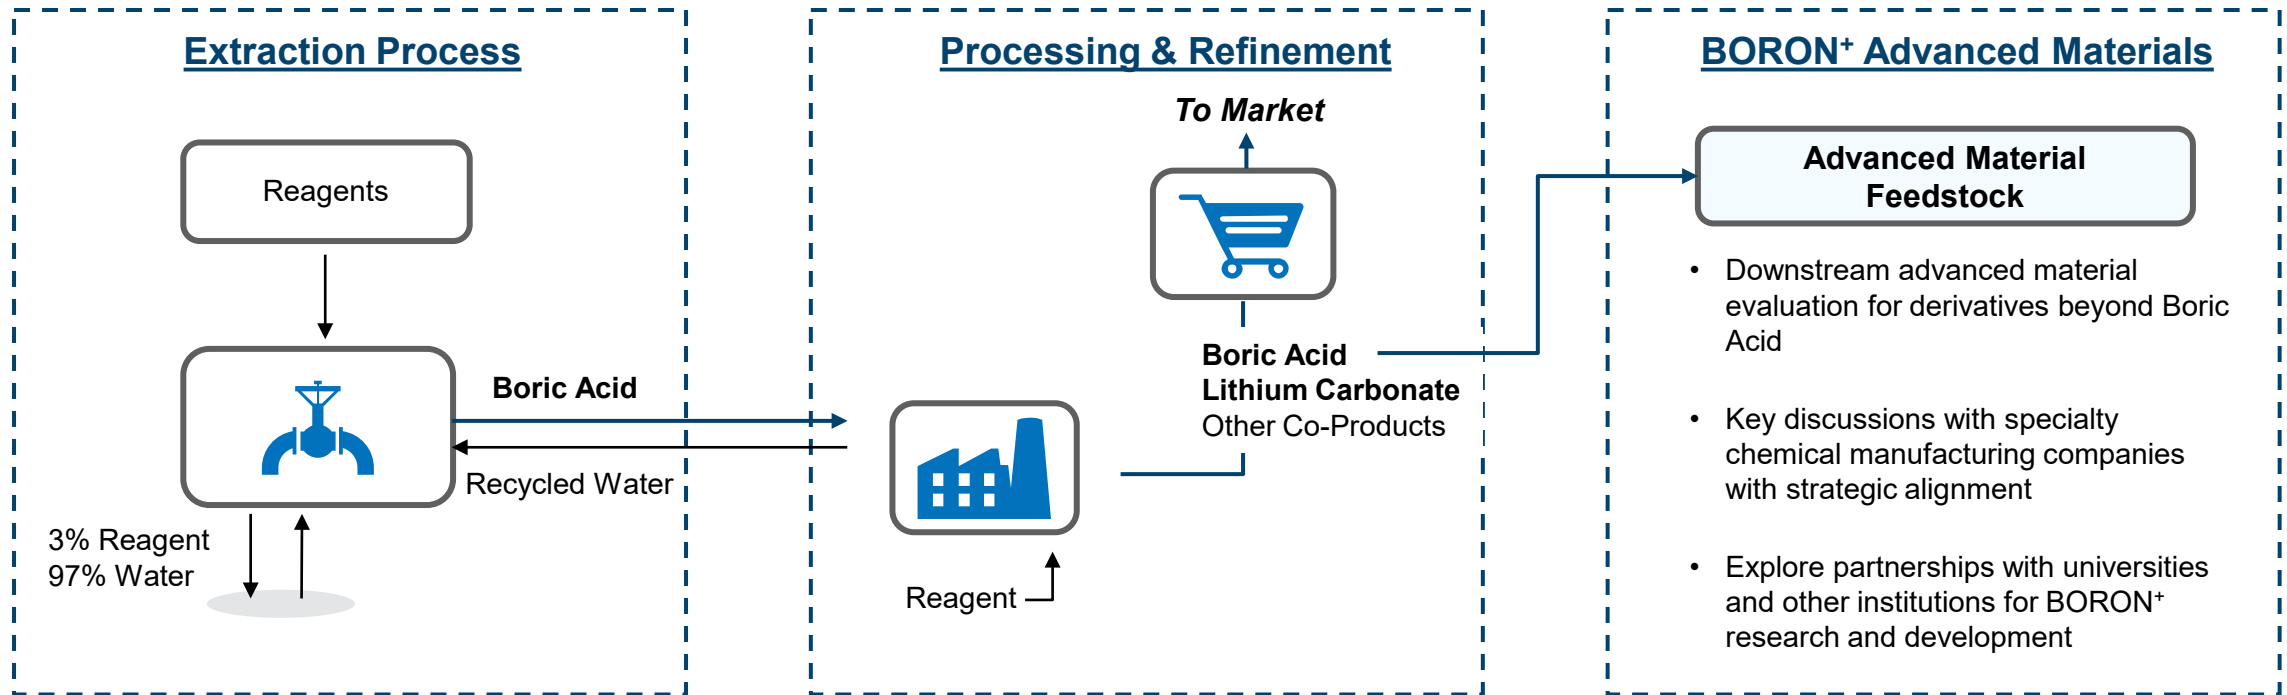 Extraction Process
Reagents
Boric Acid
Recycled Water
3% Reagent
97% Water
Processing & Refinement
To Market
Boric Acid
Lithium Carbonate
Other Co-Products
Reagent
BORON⁺ Advanced Materials
Advanced Material
Feedstock
• Downstream advanced material
evaluation for derivatives beyond Boric
Acid
• Key discussions with specialty
chemical manufacturing companies
with strategic alignment
• Explore partnerships with universities
and other institutions for BORON⁺
research and development